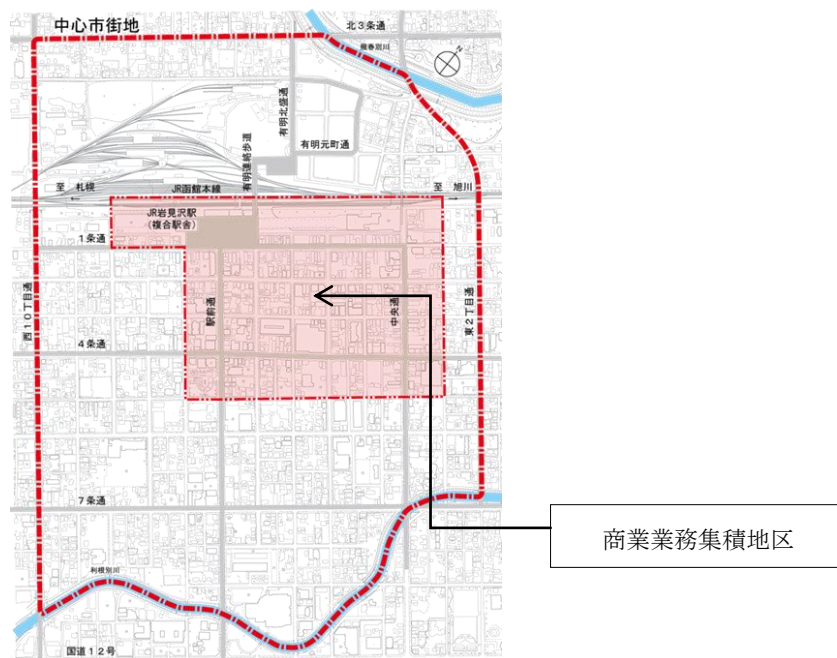 中心市街地
北3条通
幾春別川
N
有明北盛通
有明元町通
有明連絡歩道
至 札幌
JR函館本線
至 旭川
JR岩見沢駅
(複合駅舎)
1条通
西10丁目通
駅前通
中央通
東2丁目通
4条通
7条通
商業業務集積地区
利根別川
国道12号